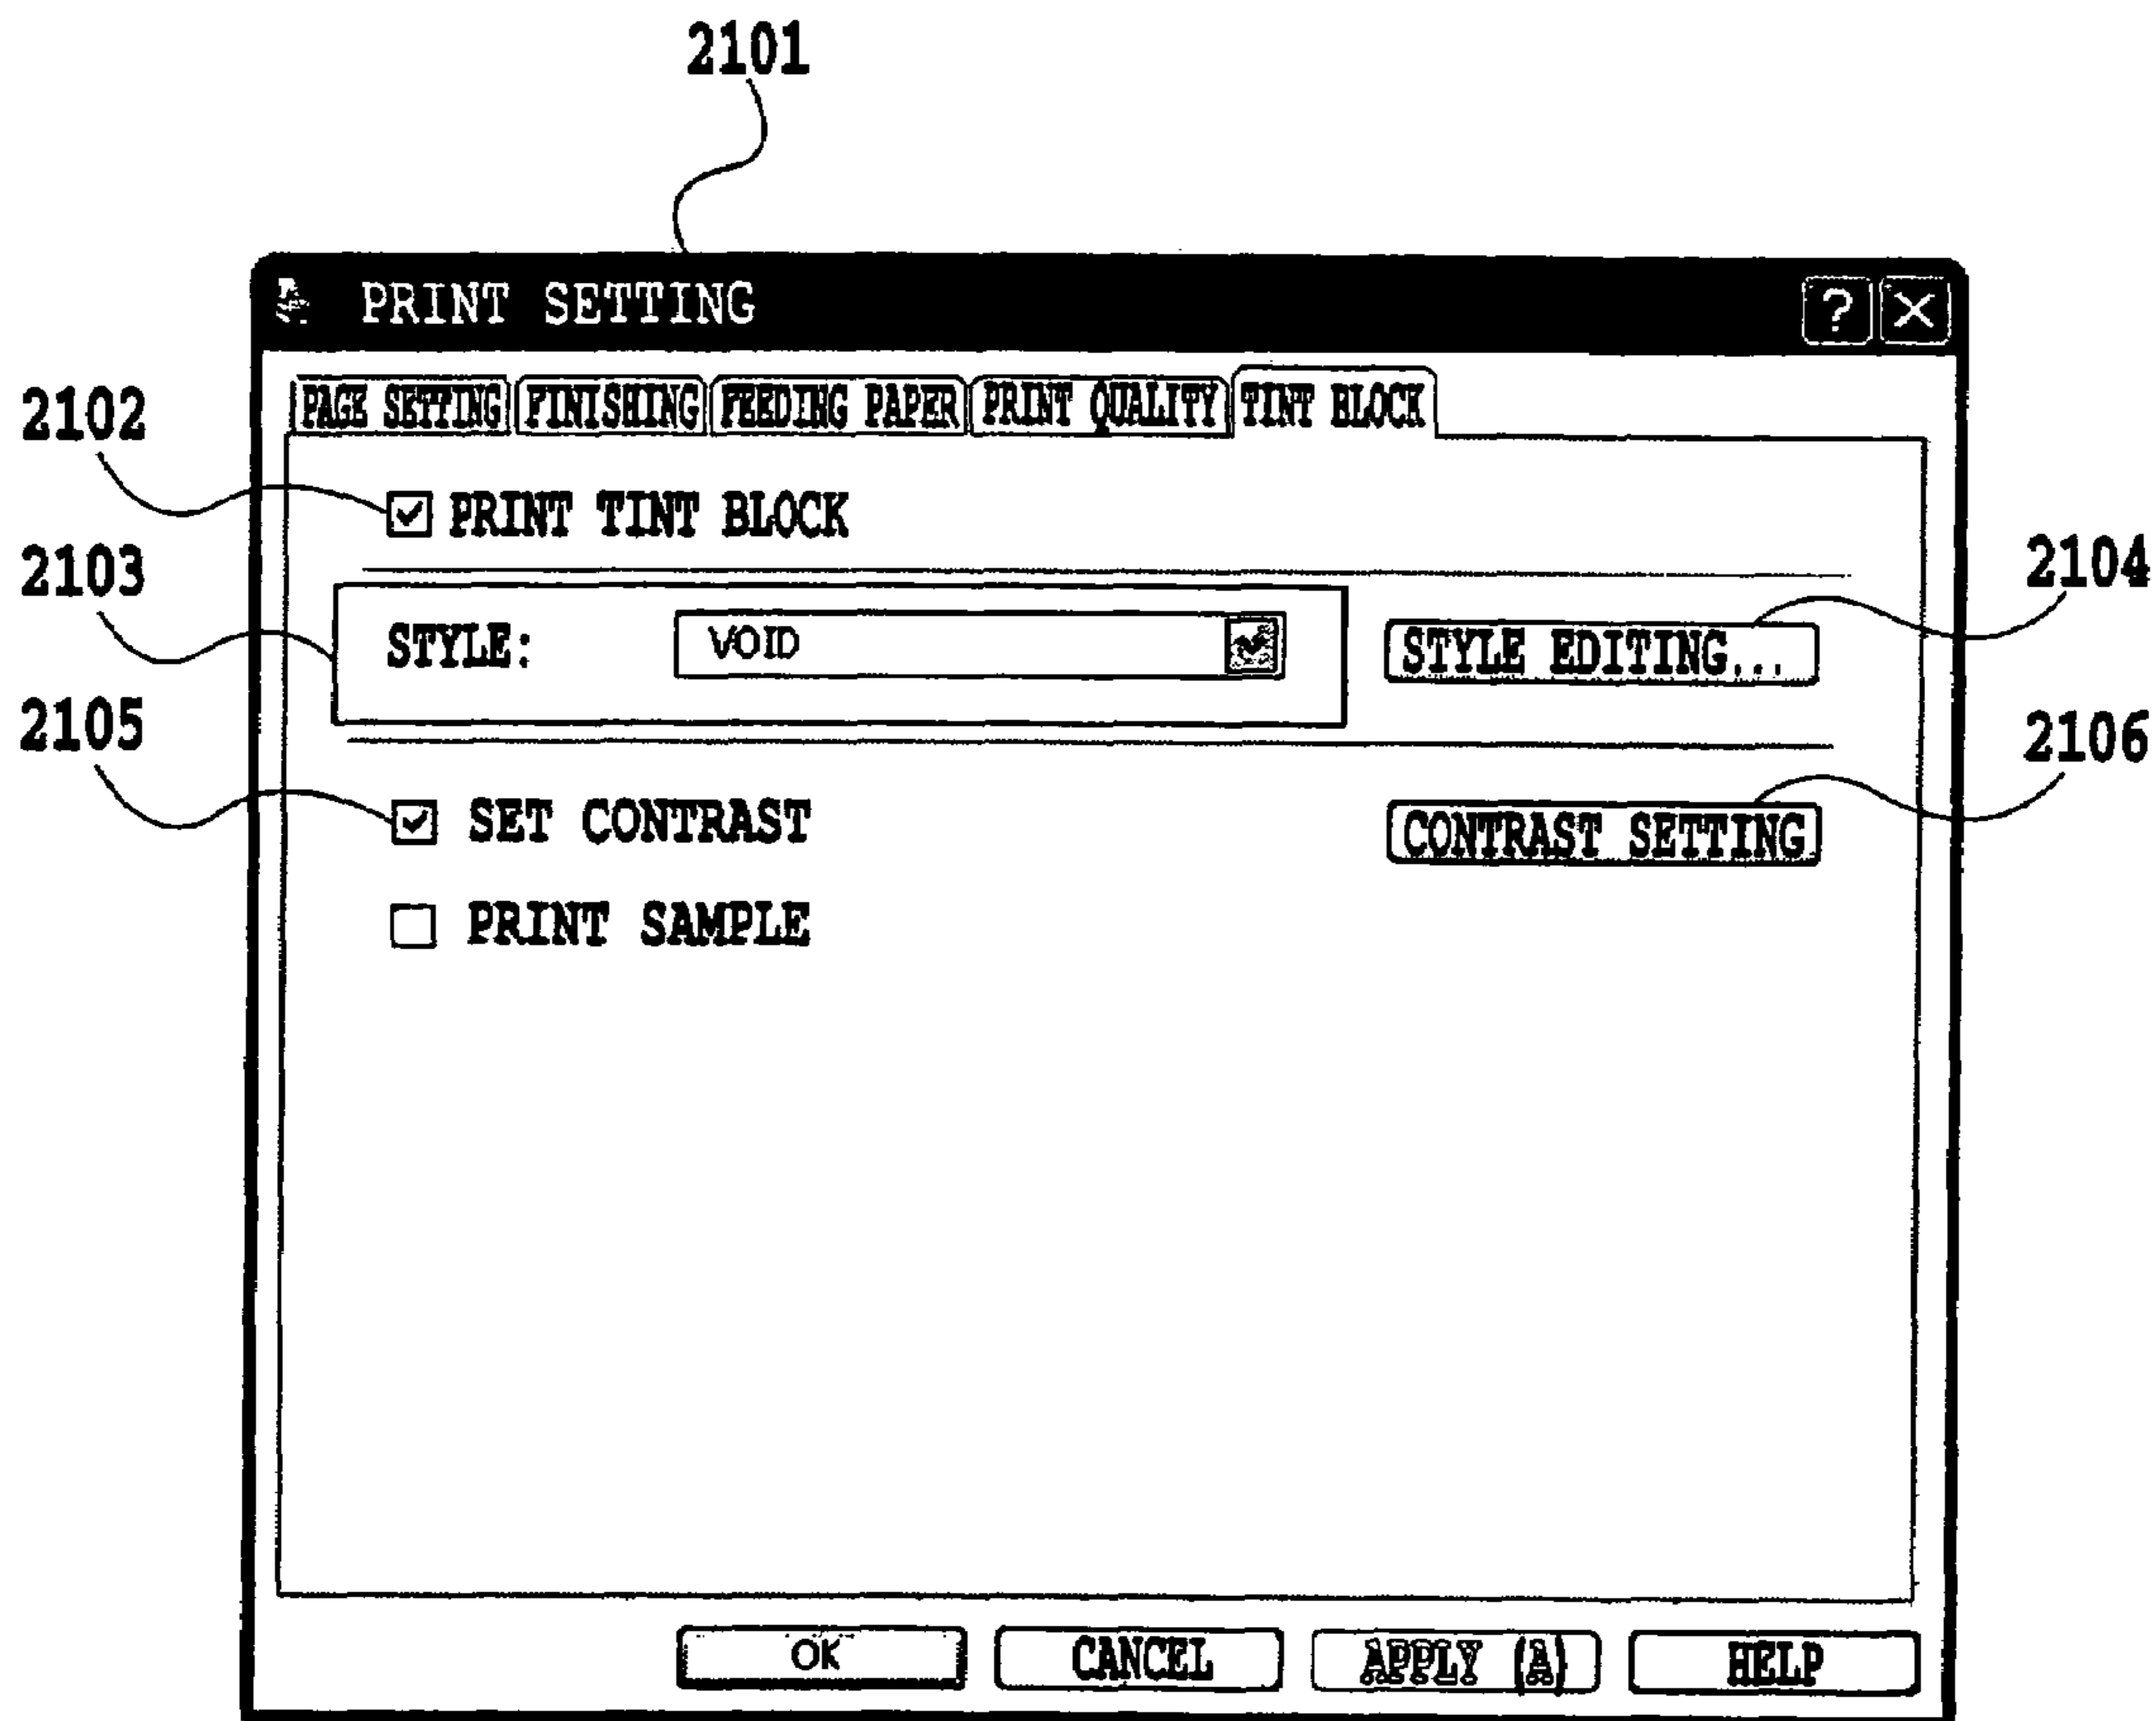 2101
PRINT SETTING ? X
2102
PAGE SETTING FINISHING FEEDING PAPER PRINT QUALITY TINT BLOCK
PRINT TINT BLOCK
2103
2104
STYLE: VOID STYLE EDITING...
2105
2106
SET CONTRAST CONTRAST SETTING
PRINT SAMPLE
OK CANCEL APPLY (A) HELP